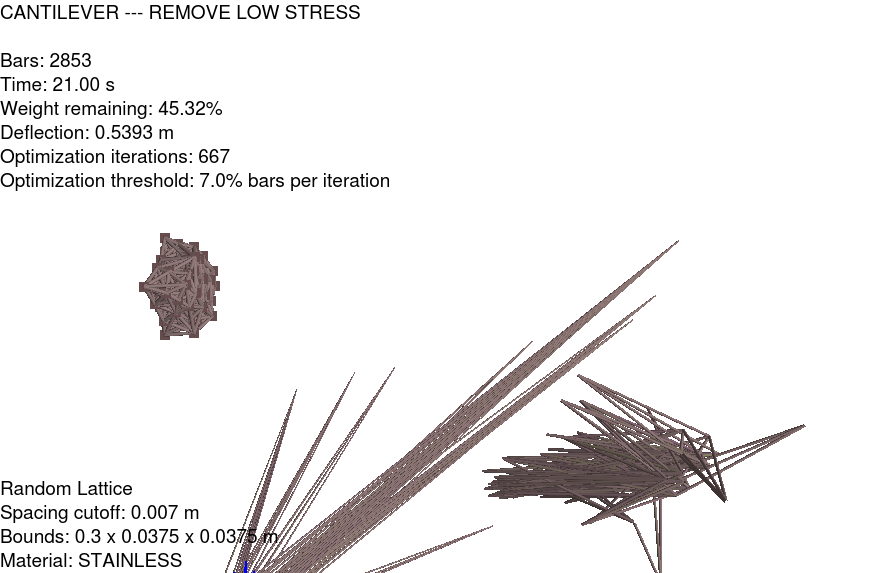 CANTILEVER --- REMOVE LOW STRESS
Bars: 2853
Time: 21.00 s
Weight remaining: 45.32%
Deflection: 0.5393 m
Optimization iterations: 667
Optimization threshold: 7.0% bars per iteration
Random Lattice
Spacing cutoff: 0.007 m
Bounds: 0.3 x 0.0375 x 0.0375 m
Material: STAINLESS